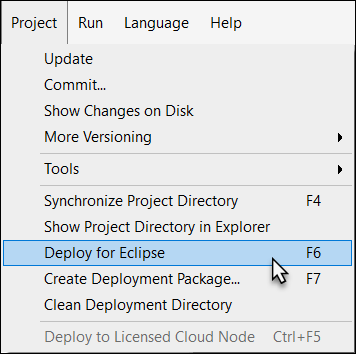 Project Run Language Help
Update
Commit...
Show Changes on Disk
More Versioning
Tools
Synchronize Project Directory F4
Show Project Directory in Explorer
Deploy for Eclipse F6
Create Deployment Package... F7
Clean Deployment Directory
Deploy to Licensed Cloud Node Ctrl+F5